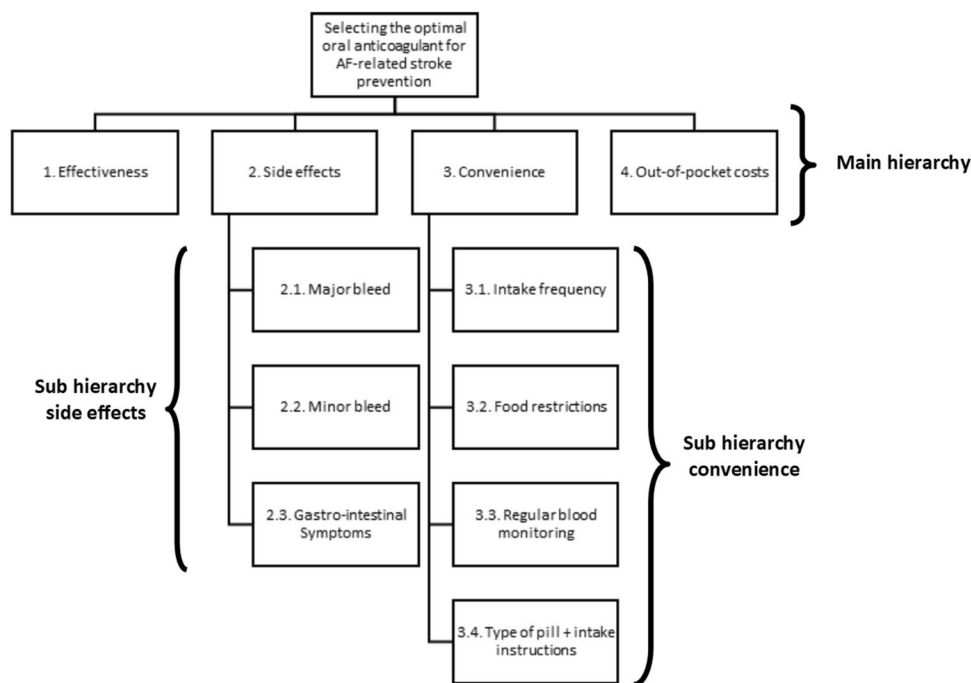 Selecting the optimal
oral anticoagulant for
AF-related stroke
prevention
1. Effectiveness
2. Side effects
3. Convenience
4. Out-of-pocket costs
Main hierarchy
2.1. Major bleed
3.1. Intake frequency
Sub hierarchy
side effects
2.2. Minor bleed
3.2. Food restrictions
Sub hierarchy
convenience
2.3. Gastro-intestinal
Symptoms
3.3. Regular blood
monitoring
3.4. Type of pill + intake
instructions